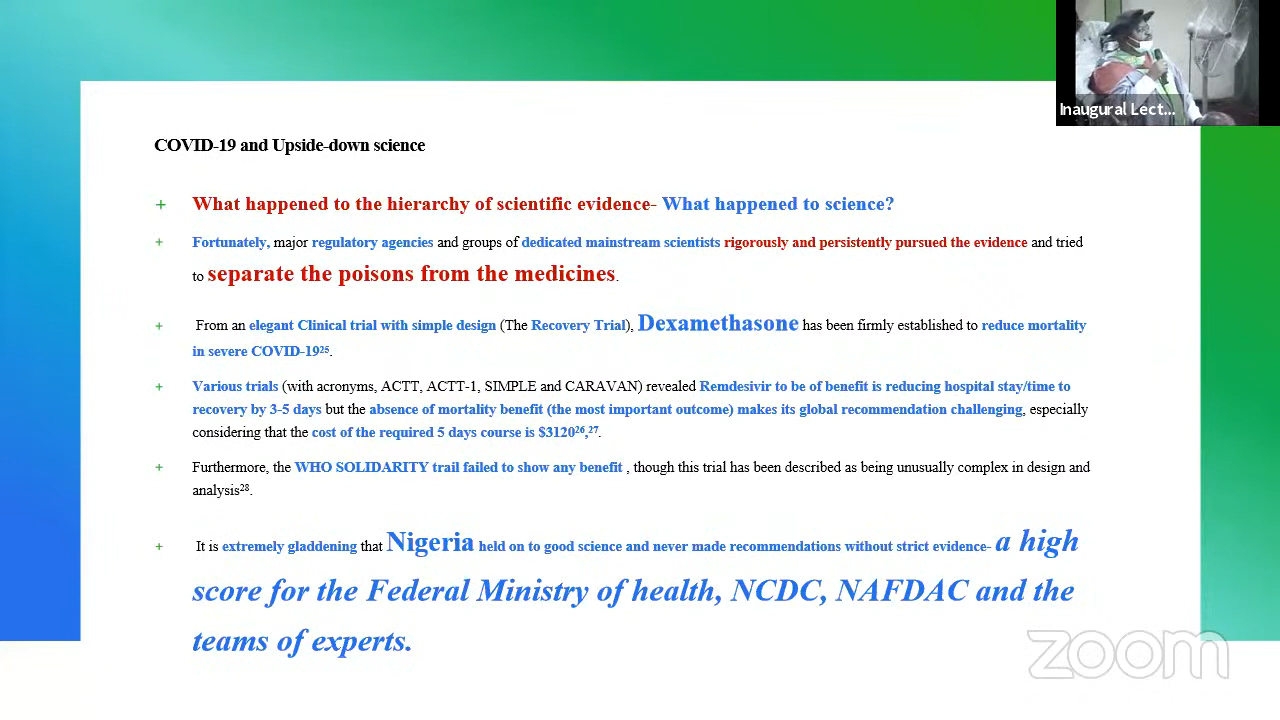 Inaugural Lect...
COVID-19 and Upside-down science
+ What happened to the hierarchy of scientific evidence- What happened to science?
+ Fortunately, major regulatory agencies and groups of dedicated mainstream scientists rigorously and persistently pursued the evidence and tried
to separate the poisons from the medicines.
+ From an elegant Clinical trial with simple design (The Recovery Trial), Dexamethasone has been firmly established to reduce mortality
in severe COVID-19²⁵.
+ Various trials (with acronyms, ACTT, ACTT-1, SIMPLE and CARAVAN) revealed Remdesivir to be of benefit is reducing hospital stay/time to
recovery by 3-5 days but the absence of mortality benefit (the most important outcome) makes its global recommendation challenging, especially
considering that the cost of the required 5 days course is $3120²⁶,²⁷.
+ Furthermore, the WHO SOLIDARITY trail failed to show any benefit , though this trial has been described as being unusually complex in design and
analysis²⁸.
+ It is extremely gladdening that Nigeria held on to good science and never made recommendations without strict evidence- a high
score for the Federal Ministry of health, NCDC, NAFDAC and the
teams of experts.
zoom